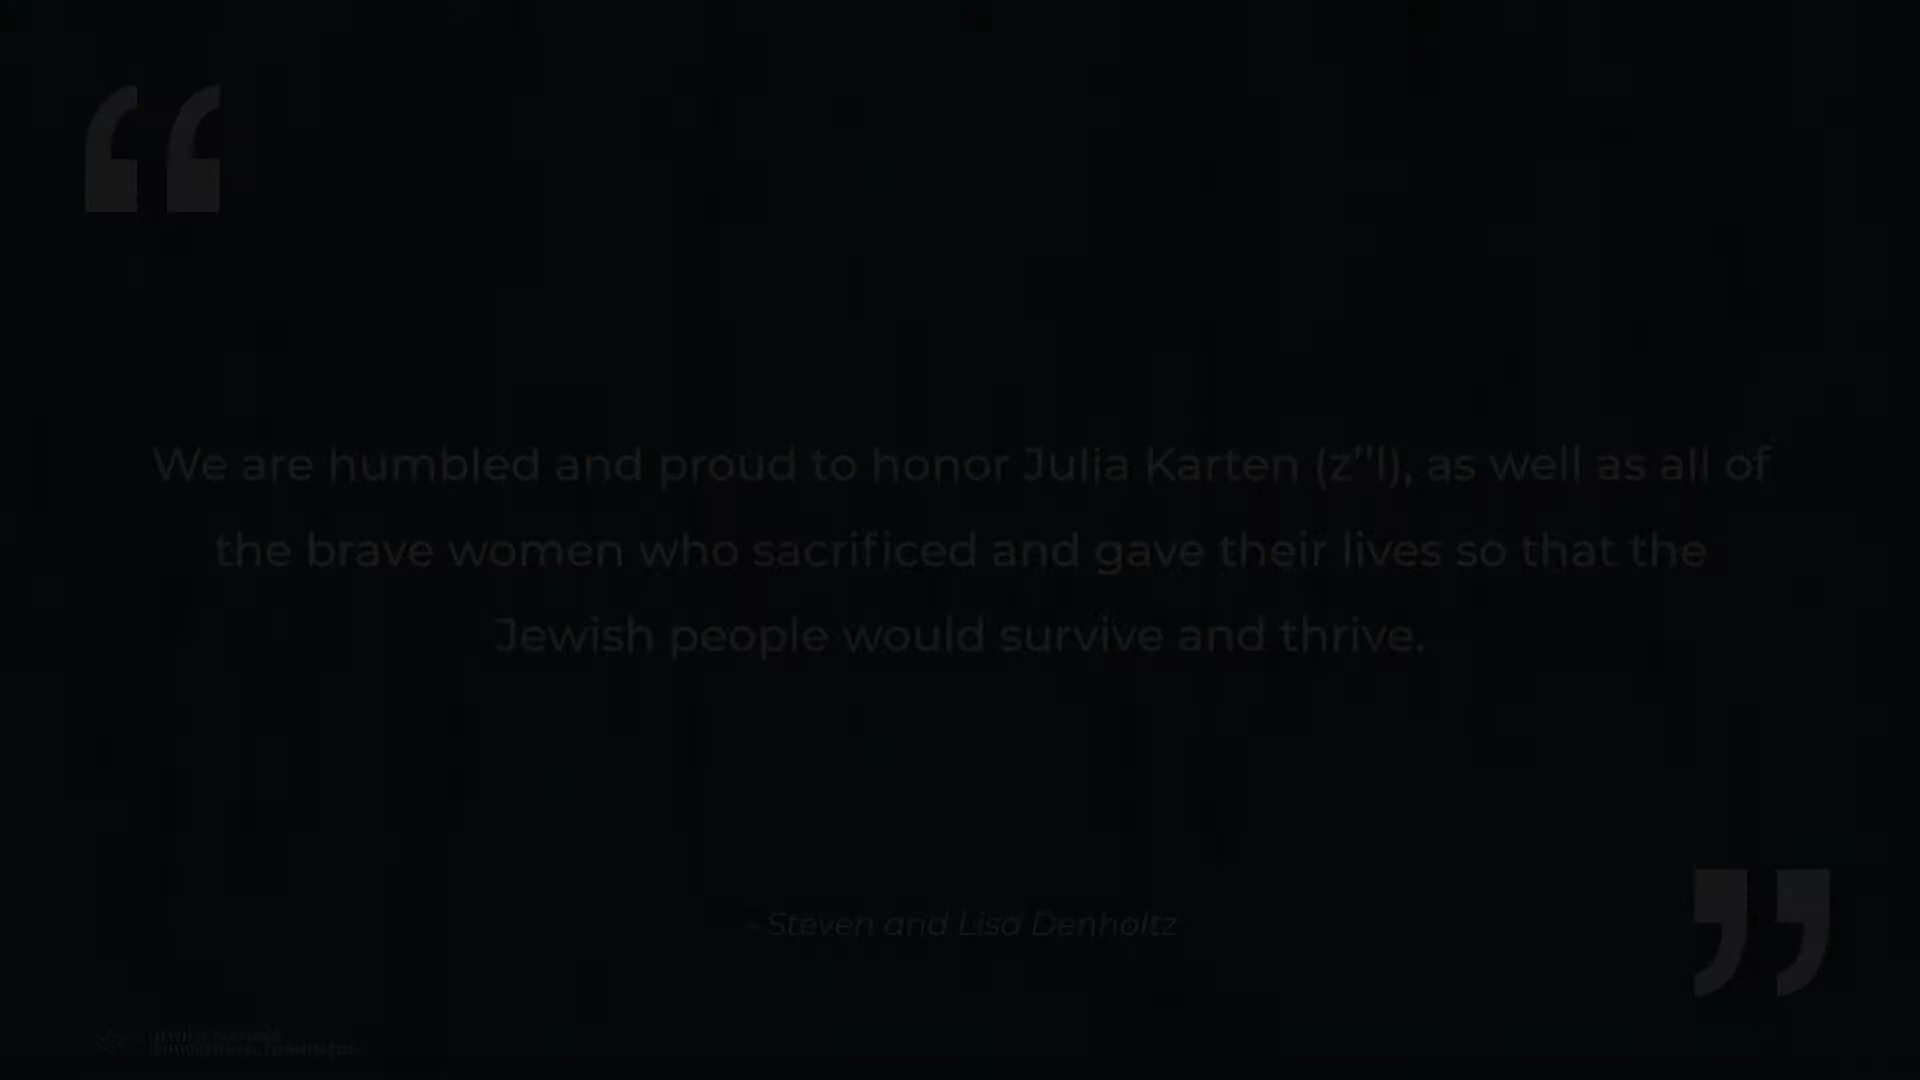 “
We are humbled and proud to honor Julia Karten (z''l), as well as all of
the brave women who sacrificed and gave their lives so that the
Jewish people would survive and thrive.
- Steven and Lisa Denholtz
”